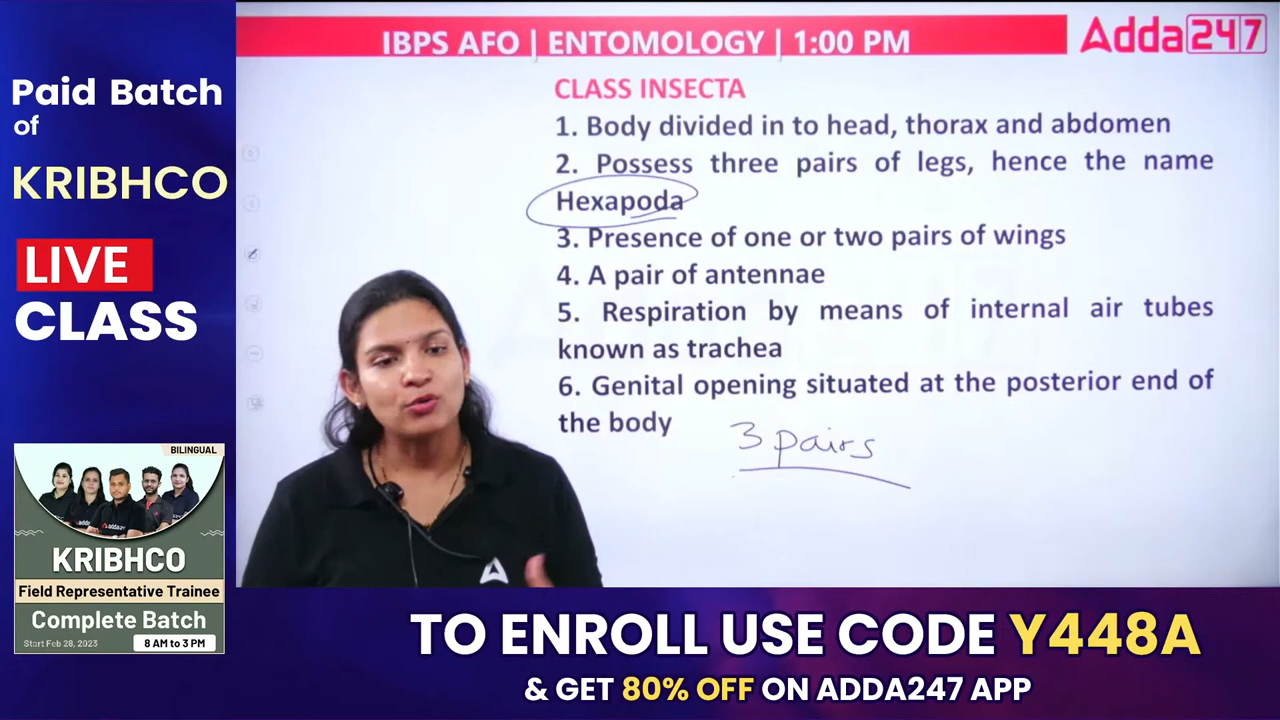 Paid Batch
of
KRIBHCO
LIVE
CLASS
BILINGUAL
KRIBHCO
Field Representative Trainee
Complete Batch
Start Feb 28, 2023
8 AM to 3 PM
IBPS AFO | ENTOMOLOGY | 1:00 PM
Adda247
CLASS INSECTA
1. Body divided in to head, thorax and abdomen
2. Possess three pairs of legs, hence the name
Hexapoda
3. Presence of one or two pairs of wings
4. A pair of antennae
5. Respiration by means of internal air tubes
known as trachea
6. Genital opening situated at the posterior end of
the body
3 pairs
TO ENROLL USE CODE Y448A
& GET 80% OFF ON ADDA247 APP